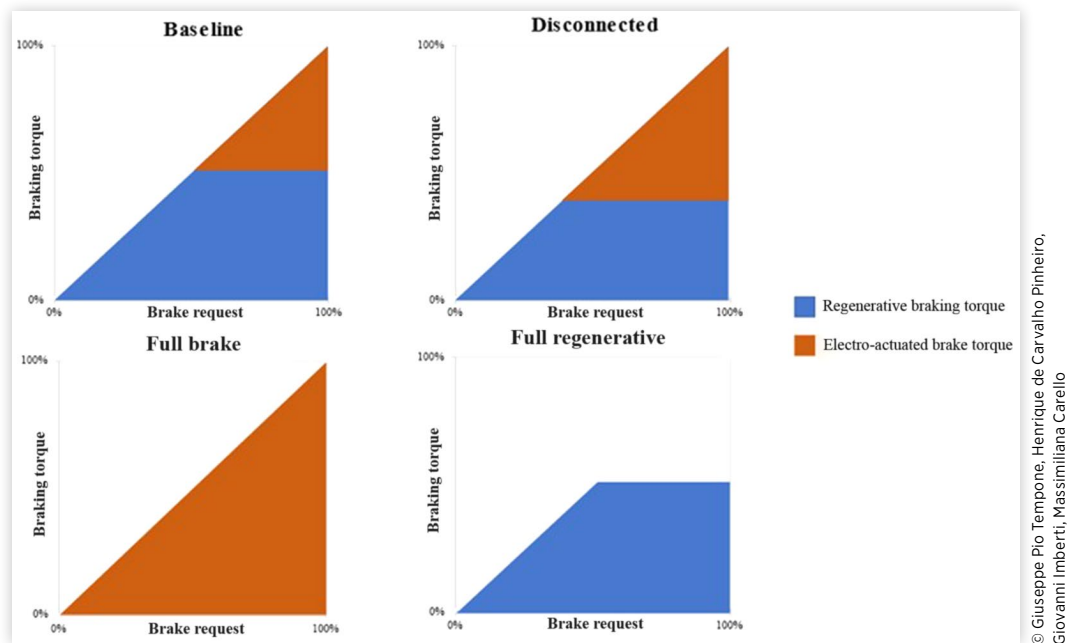 Baseline
100%
Braking torque
0%
0%
Brake request
100%
Disconnected
100%
Braking torque
0%
0%
Brake request
100%
Full brake
100%
Braking torque
0%
0%
Brake request
100%
Full regenerative
100%
Braking torque
0%
0%
Brake request
100%
Regenerative braking torque
Electro-actuated brake torque
© Giuseppe Pio Tempone, Henrique de Carvalho Pinheiro,
Giovanni Imberti, Massimiliana Carello